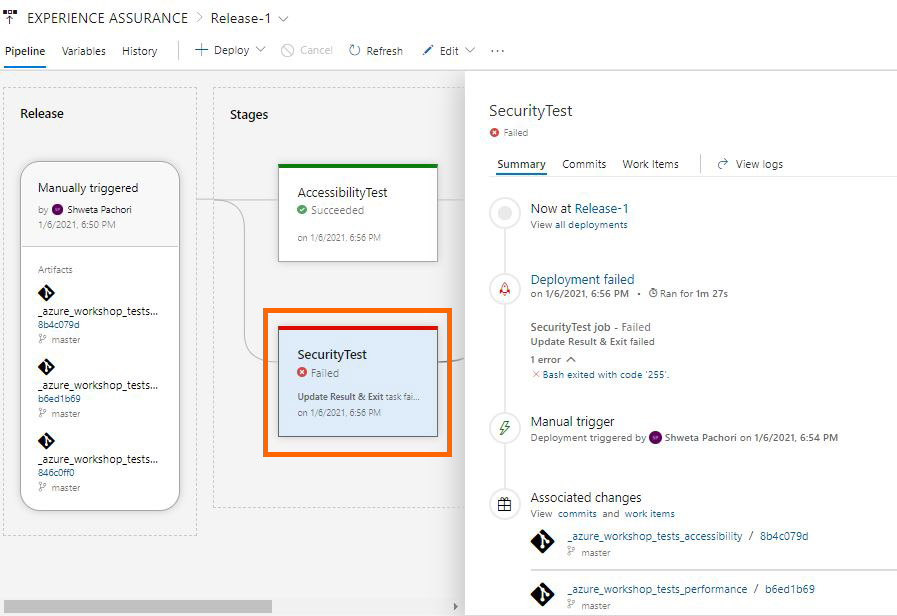 EXPERIENCE ASSURANCE > Release-1
Pipeline Variables History + Deploy Cancel Refresh Edit ...
Release
Manually triggered
by SP Shweta Pachori
1/6/2021, 6:50 PM
Artifacts
_azure_workshop_tests...
8b4c079d
master
_azure_workshop_tests...
b6ed1b69
master
_azure_workshop_tests...
846c0ff0
master
Stages
AccessibilityTest
Succeeded
on 1/6/2021, 6:56 PM
SecurityTest
Failed
Update Result & Exit task fai...
on 1/6/2021, 6:56 PM
SecurityTest
Failed
Summary Commits Work Items View logs
Now at Release-1
View all deployments
Deployment failed
on 1/6/2021, 6:56 PM • Ran for 1m 27s
SecurityTest job - Failed
Update Result & Exit failed
1 error
Bash exited with code '255'.
Manual trigger
Deployment triggered by SP Shweta Pachori on 1/6/2021, 6:54 PM
Associated changes
View commits and work items
_azure_workshop_tests_accessibility / 8b4c079d
master
_azure_workshop_tests_performance / b6ed1b69
master